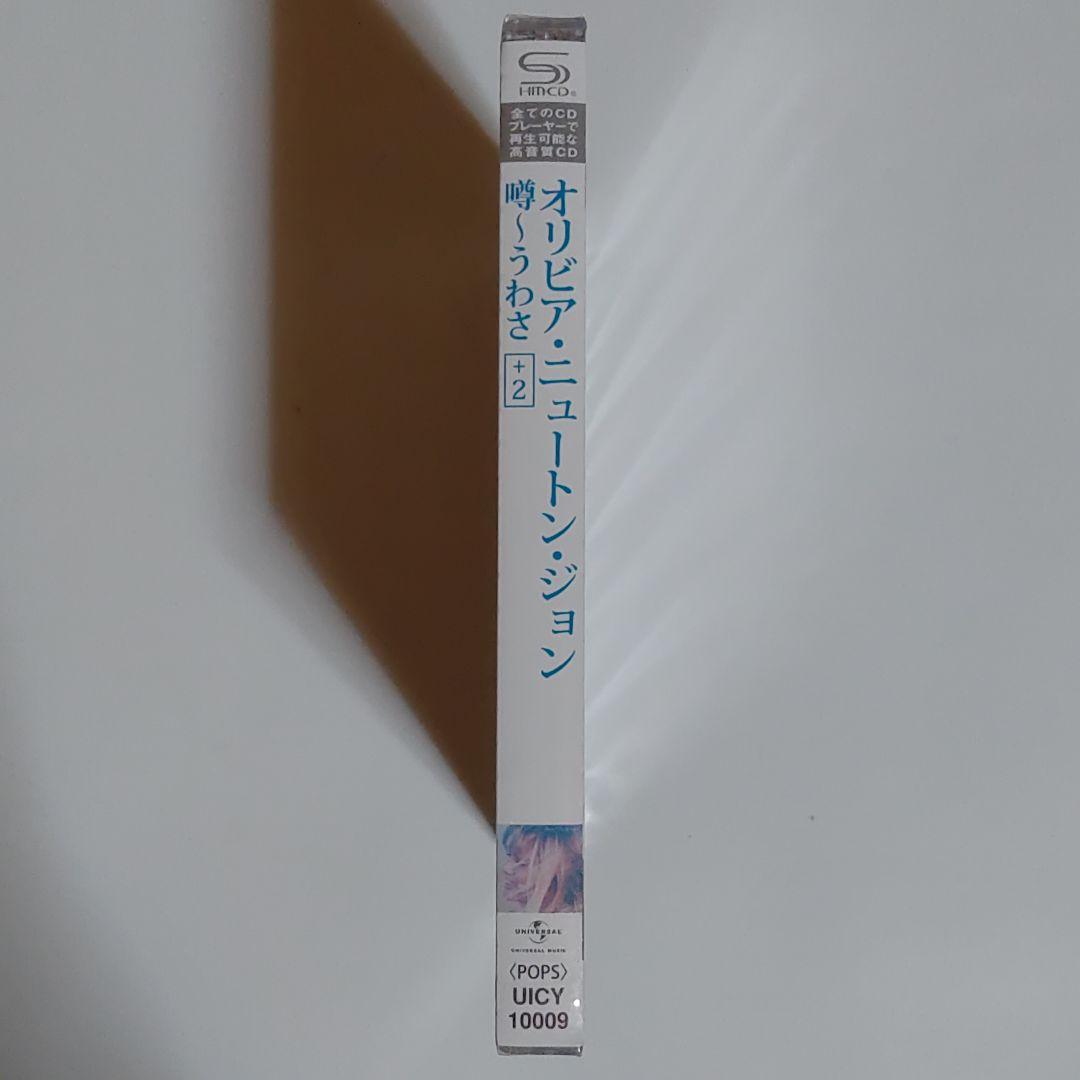 SHM CD®
全てのCD
プレーヤーで
再生可能な
高音質CD
オリビア・ニュートン・ジョン
噂～うわさ +2
UNIVERSAL
UNIVERSAL MUSIC
〈POPS〉
UICY
10009